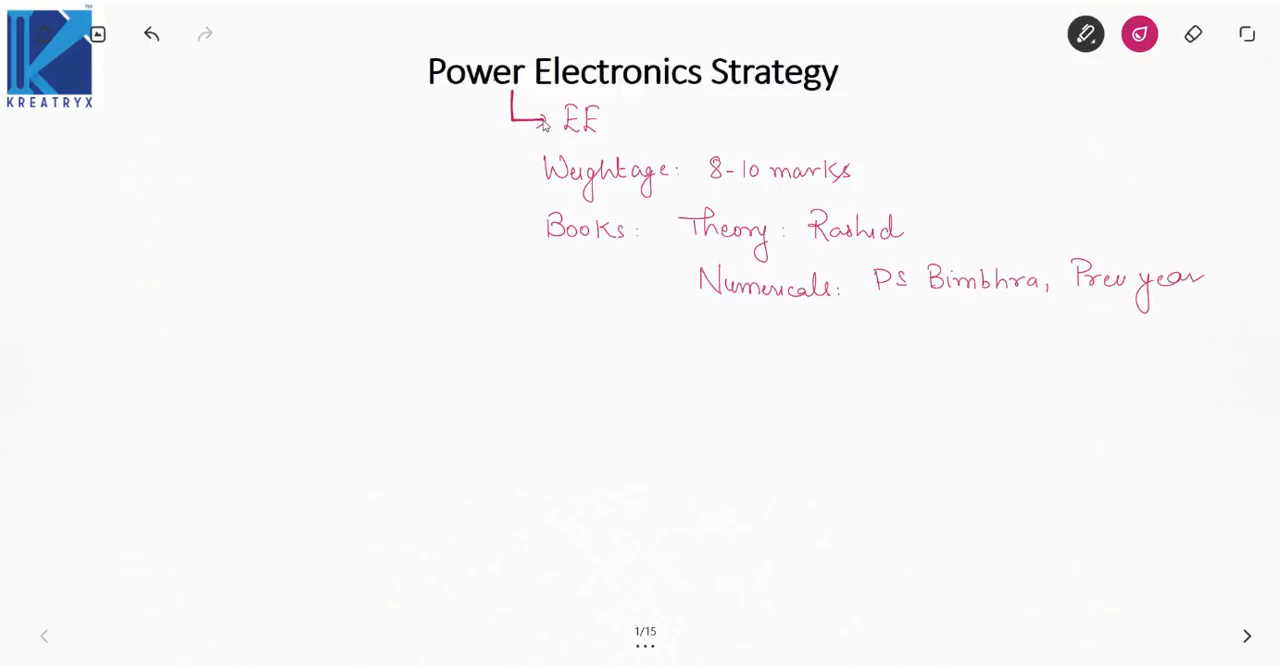 TM
KREATRYX
Power Electronics Strategy
EE
Weightage: 8-10 marks
Books: Theory: Rashid
Numericals: PS Bimbhra, Prev year
1/15